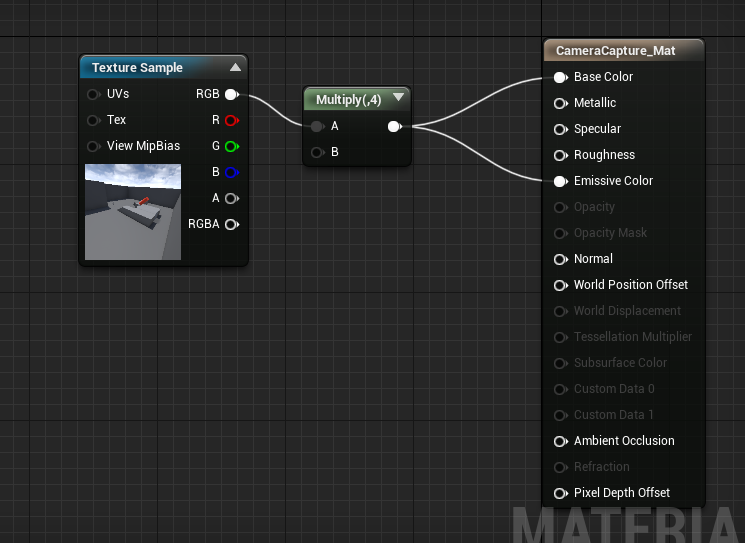 Texture Sample
UVs
RGB
Tex
R
View MipBias
G
B
A
RGBA
Multiply(,4)
A
B
CameraCapture_Mat
Base Color
Metallic
Specular
Roughness
Emissive Color
Opacity
Opacity Mask
Normal
World Position Offset
World Displacement
Tessellation Multiplier
Subsurface Color
Custom Data 0
Custom Data 1
Ambient Occlusion
Refraction
Pixel Depth Offset
MATERIA